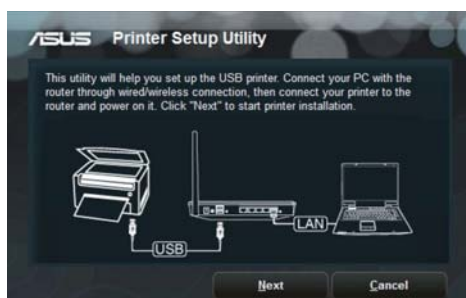 ASUS Printer Setup Utility
This utility will help you set up the USB printer. Connect your PC with the
router through wired/wireless connection, then connect your printer to the
router and power on it. Click "Next" to start printer installation.
USB
LAN
Next
Cancel